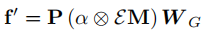 f′ = P (α ⊗ ℰM) W_G